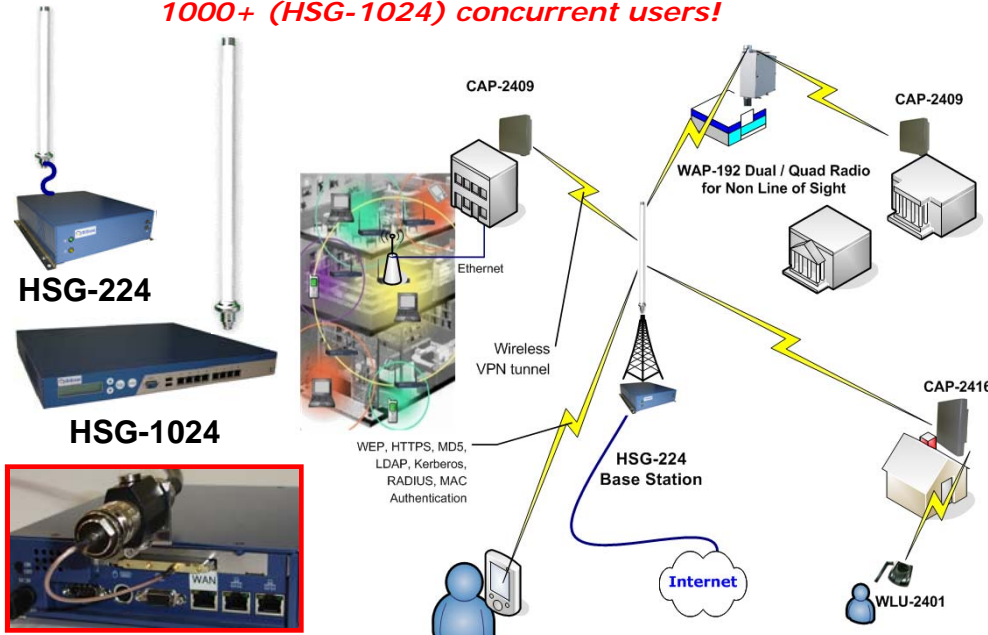 1000+ (HSG-1024) concurrent users!
CAP-2409
CAP-2409
WAP-192 Dual / Quad Radio
for Non Line of Sight
HSG-224
Ethernet
Wireless
VPN tunnel
CAP-2416
HSG-1024
WEP, HTTPS, MD5,
LDAP, Kerberos,
RADIUS, MAC
Authentication
HSG-224
Base Station
WAN
Internet
WLU-2401